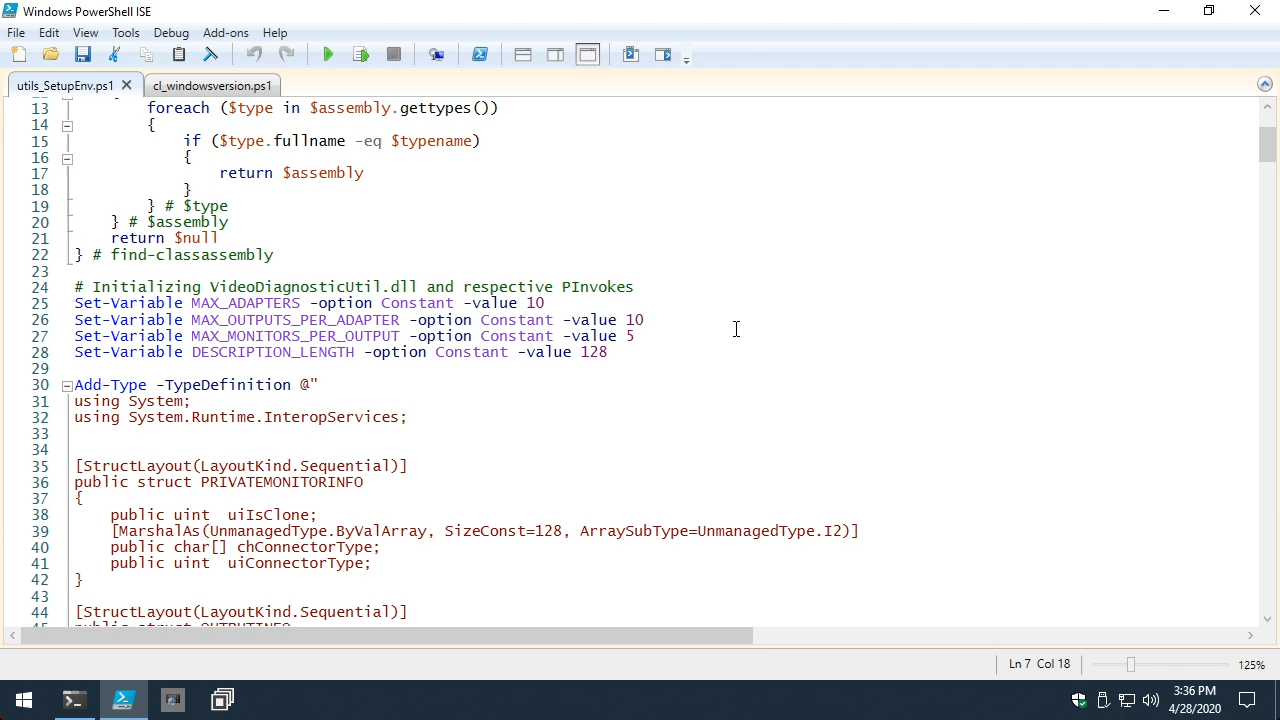 Windows PowerShell ISE
File Edit View Tools Debug Add-ons Help
utils_SetupEnv.ps1 cl_windowsversion.ps1
13 foreach ($type in $assembly.gettypes())
14 {
15 if ($type.fullname -eq $typename)
16 {
17 return $assembly
18 }
19 } # $type
20 } # $assembly
21 return $null
22 } # find-classassembly
23
24 # Initializing VideoDiagnosticUtil.dll and respective PInvokes
25 Set-Variable MAX_ADAPTERS -option Constant -value 10
26 Set-Variable MAX_OUTPUTS_PER_ADAPTER -option Constant -value 10
27 Set-Variable MAX_MONITORS_PER_OUTPUT -option Constant -value 5
28 Set-Variable DESCRIPTION_LENGTH -option Constant -value 128
29
30 Add-Type -TypeDefinition @"
31 using System;
32 using System.Runtime.InteropServices;
33
34
35 [StructLayout(LayoutKind.Sequential)]
36 public struct PRIVATEMONITORINFO
37 {
38 public uint uiIsClone;
39 [MarshalAs(UnmanagedType.ByValArray, SizeConst=128, ArraySubType=UnmanagedType.I2)]
40 public char[] chConnectorType;
41 public uint uiConnectorType;
42 }
43
44 [StructLayout(LayoutKind.Sequential)]
Ln 7 Col 18 125%
3:36 PM
4/28/2020